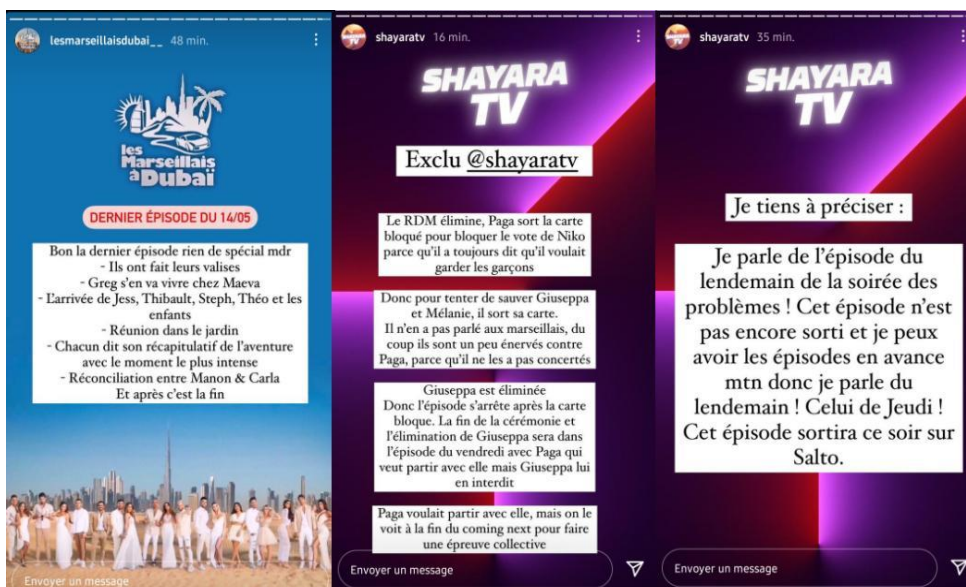 lesmarseillaisdubai__ 48 min.
les
Marseillais
à Dubaï
DERNIER ÉPISODE DU 14/05
Bon la dernier épisode rien de spécial mdr
- Ils ont fait leurs valises
- Greg s'en va vivre chez Maeva
- L'arrivée de Jess, Thibault, Steph, Théo et les
enfants
- Réunion dans le jardin
- Chacun dit son récapitulatif de l'aventure
avec le moment le plus intense
- Réconciliation entre Manon & Carla
Et après c'est la fin
Envoyer un message
shayaratv 16 min.
SHAYARA
TV
Exclu @shayaratv
Le RDM élimine, Paga sort la carte
bloqué pour bloquer le vote de Niko
parce qu'il a toujours dit qu'il voulait
garder les garçons
Donc pour tenter de sauver Giuseppa
et Mélanie, il sort sa carte.
Il n'en a pas parlé aux marseillais, du
coup ils sont un peu énervés contre
Paga, parce qu'il ne les a pas concertés
Giuseppa est éliminée
Donc l'épisode s'arrête après la carte
bloque. La fin de la cérémonie et
l'élimination de Giuseppa sera dans
l'épisode du vendredi avec Paga qui
veut partir avec elle mais Giuseppa lui
en interdit
Paga voulait partir avec elle, mais on le
voit à la fin du coming next pour faire
une épreuve collective
Envoyer un message
shayaratv 35 min.
SHAYARA
TV
Je tiens à préciser :
Je parle de l'épisode du
lendemain de la soirée des
problèmes ! Cet épisode n'est
pas encore sorti et je peux
avoir les épisodes en avance
mtn donc je parle du
lendemain ! Celui de Jeudi !
Cet épisode sortira ce soir sur
Salto.
Envoyer un message